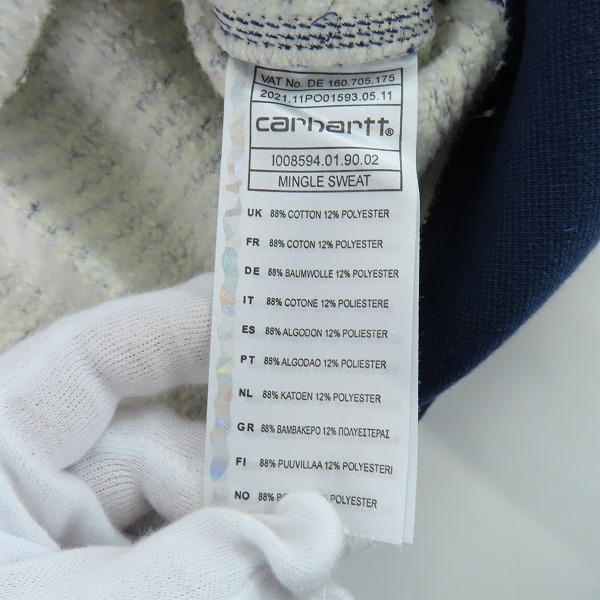 VAT No. DE 160.705.175
2021.11PO01593.05.11
carhartt®
I008594.01.90.02
MINGLE SWEAT
UK 88% COTTON 12% POLYESTER
FR 88% COTON 12% POLYESTER
DE 88% BAUMWOLLE 12% POLYESTER
IT 88% COTONE 12% POLIESTERE
ES 88% ALGODON 12% POLIESTER
PT 88% ALGODAO 12% POLIESTER
NL 88% KATOEN 12% POLYESTER
GR 88% ΒΑΜΒΑΚΕΡΟ 12% ΠΟΛΥΕΣΤΕΡΑΣ
FI 88% PUUVILLAA 12% POLYESTERI
NO 88% 12% POLYESTER